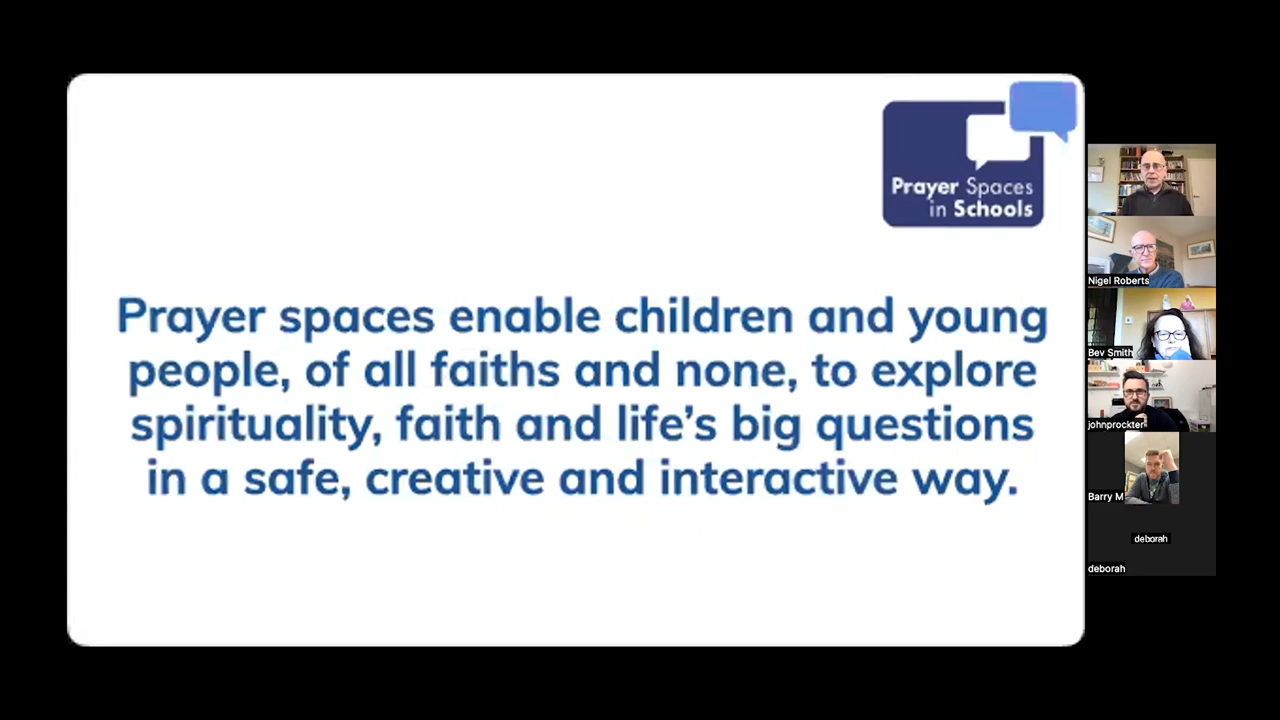 Prayer Spaces
in Schools
Prayer spaces enable children and young
people, of all faiths and none, to explore
spirituality, faith and life's big questions
in a safe, creative and interactive way.
Nigel Roberts
Bev Smith
johnprockter
Barry M
deborah
deborah